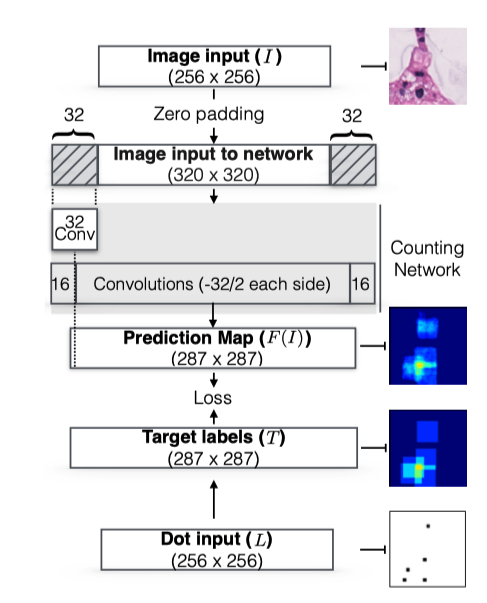 Image input (I)
(256 x 256)
Zero padding
32
32
Image input to network
(320 x 320)
32
Conv
16
Convolutions (-32/2 each side)
16
Counting
Network
Prediction Map (F(I))
(287 x 287)
Loss
Target labels (T)
(287 x 287)
Dot input (L)
(256 x 256)